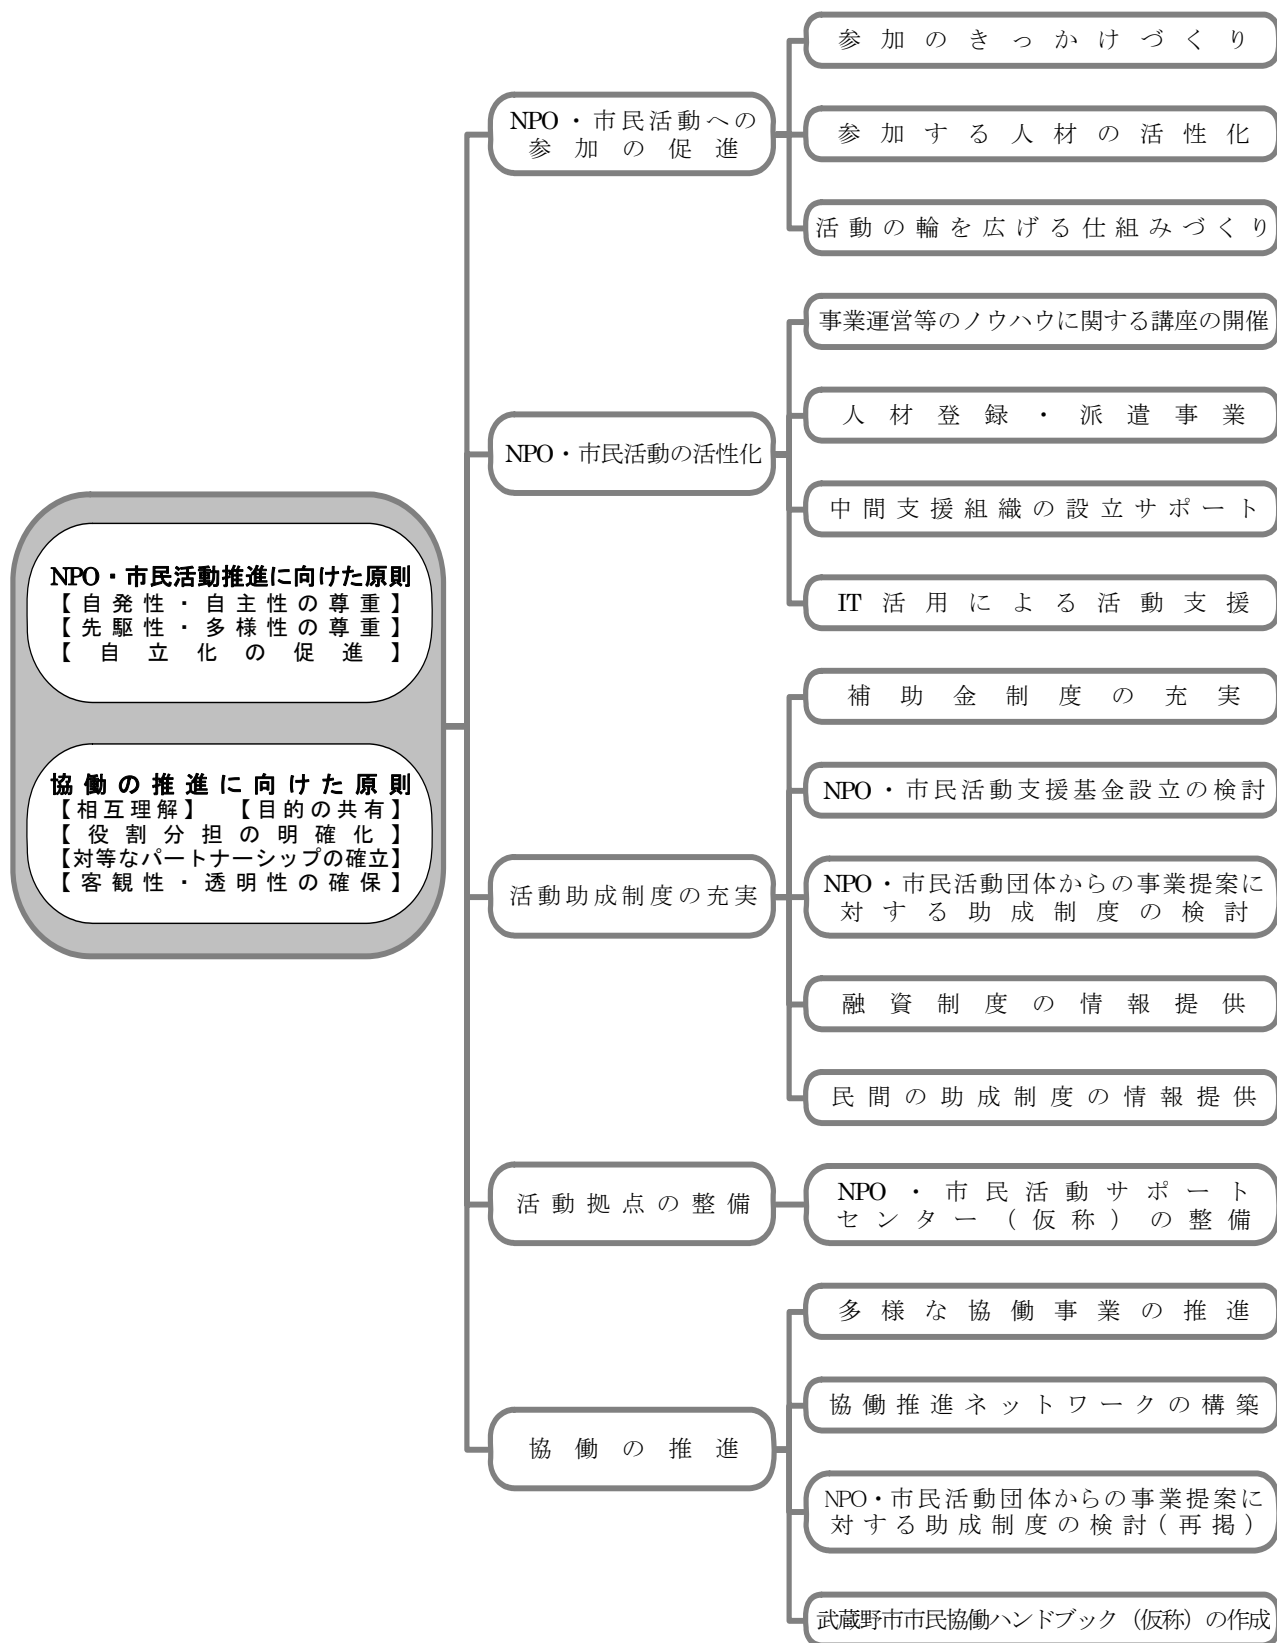 NPO・市民活動推進に向けた原則
【自発性・自主性の尊重】
【先駆性・多様性の尊重】
【自立化の促進】
協働の推進に向けた原則
【相互理解】　【目的の共有】
【役割分担の明確化】
【対等なパートナーシップの確立】
【客観性・透明性の確保】
NPO・市民活動への
参加の促進
参加のきっかけづくり
参加する人材の活性化
活動の輪を広げる仕組みづくり
NPO・市民活動の活性化
事業運営等のノウハウに関する講座の開催
人材登録・派遣事業
中間支援組織の設立サポート
IT活用による活動支援
活動助成制度の充実
補助金制度の充実
NPO・市民活動支援基金設立の検討
NPO・市民活動団体からの事業提案に
対する助成制度の検討
融資制度の情報提供
民間の助成制度の情報提供
活動拠点の整備
NPO・市民活動サポート
センター（仮称）の整備
協働の推進
多様な協働事業の推進
協働推進ネットワークの構築
NPO・市民活動団体からの事業提案に
対する助成制度の検討（再掲）
武蔵野市市民協働ハンドブック（仮称）の作成